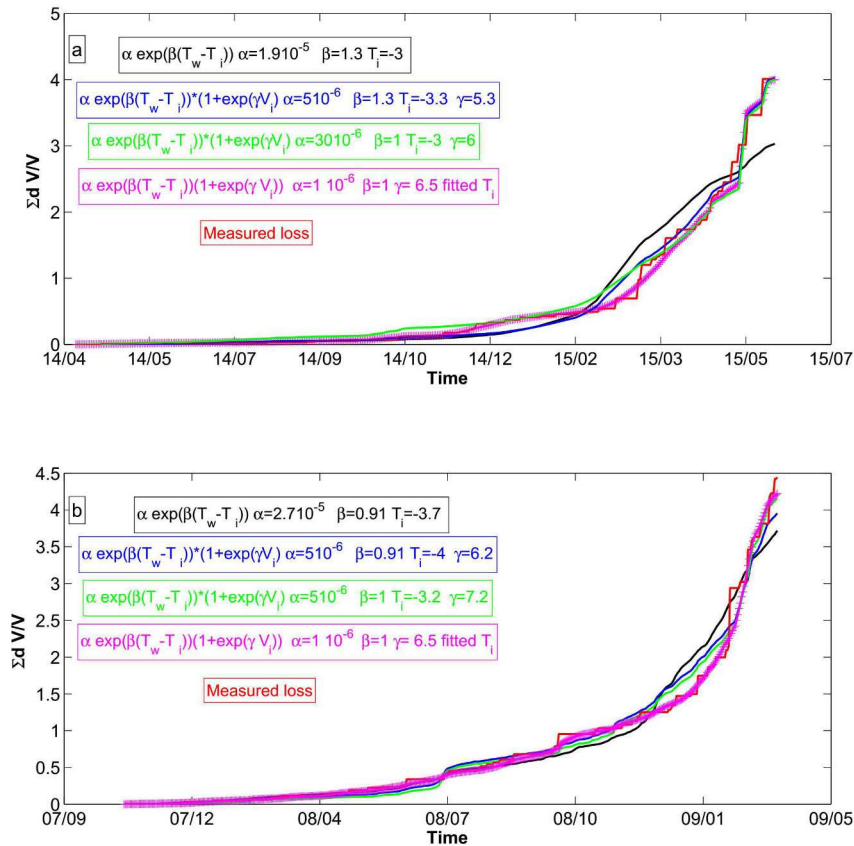 a
α exp(β(T_w-T_i)) α=1.910^-5 β=1.3 T_i=-3
α exp(β(T_w-T_i))*(1+exp(γV_i) α=510^-6 β=1.3 T_i=-3.3 γ=5.3
α exp(β(T_w-T_i))*(1+exp(γV_i) α=3010^-6 β=1 T_i=-3 γ=6
α exp(β(T_w-T_i))(1+exp(γ V_i)) α=1 10^-6 β=1 γ= 6.5 fitted T_i
Measured loss
Σd V/V
5
4
3
2
1
0
14/04 14/05 14/07 14/09 14/10 14/12 15/02 15/03 15/05 15/07
Time
b
α exp(β(T_w-T_i)) α=2.710^-5 β=0.91 T_i=-3.7
α exp(β(T_w-T_i))*(1+exp(γV_i) α=510^-6 β=0.91 T_i=-4 γ=6.2
α exp(β(T_w-T_i))*(1+exp(γV_i) α=510^-6 β=1 T_i=-3.2 γ=7.2
α exp(β(T_w-T_i))(1+exp(γ V_i)) α=1 10^-6 β=1 γ= 6.5 fitted T_i
Measured loss
Σd V/V
4.5
4
3.5
3
2.5
2
1.5
1
0.5
0
07/09 07/12 08/04 08/07 08/10 09/01 09/05
Time